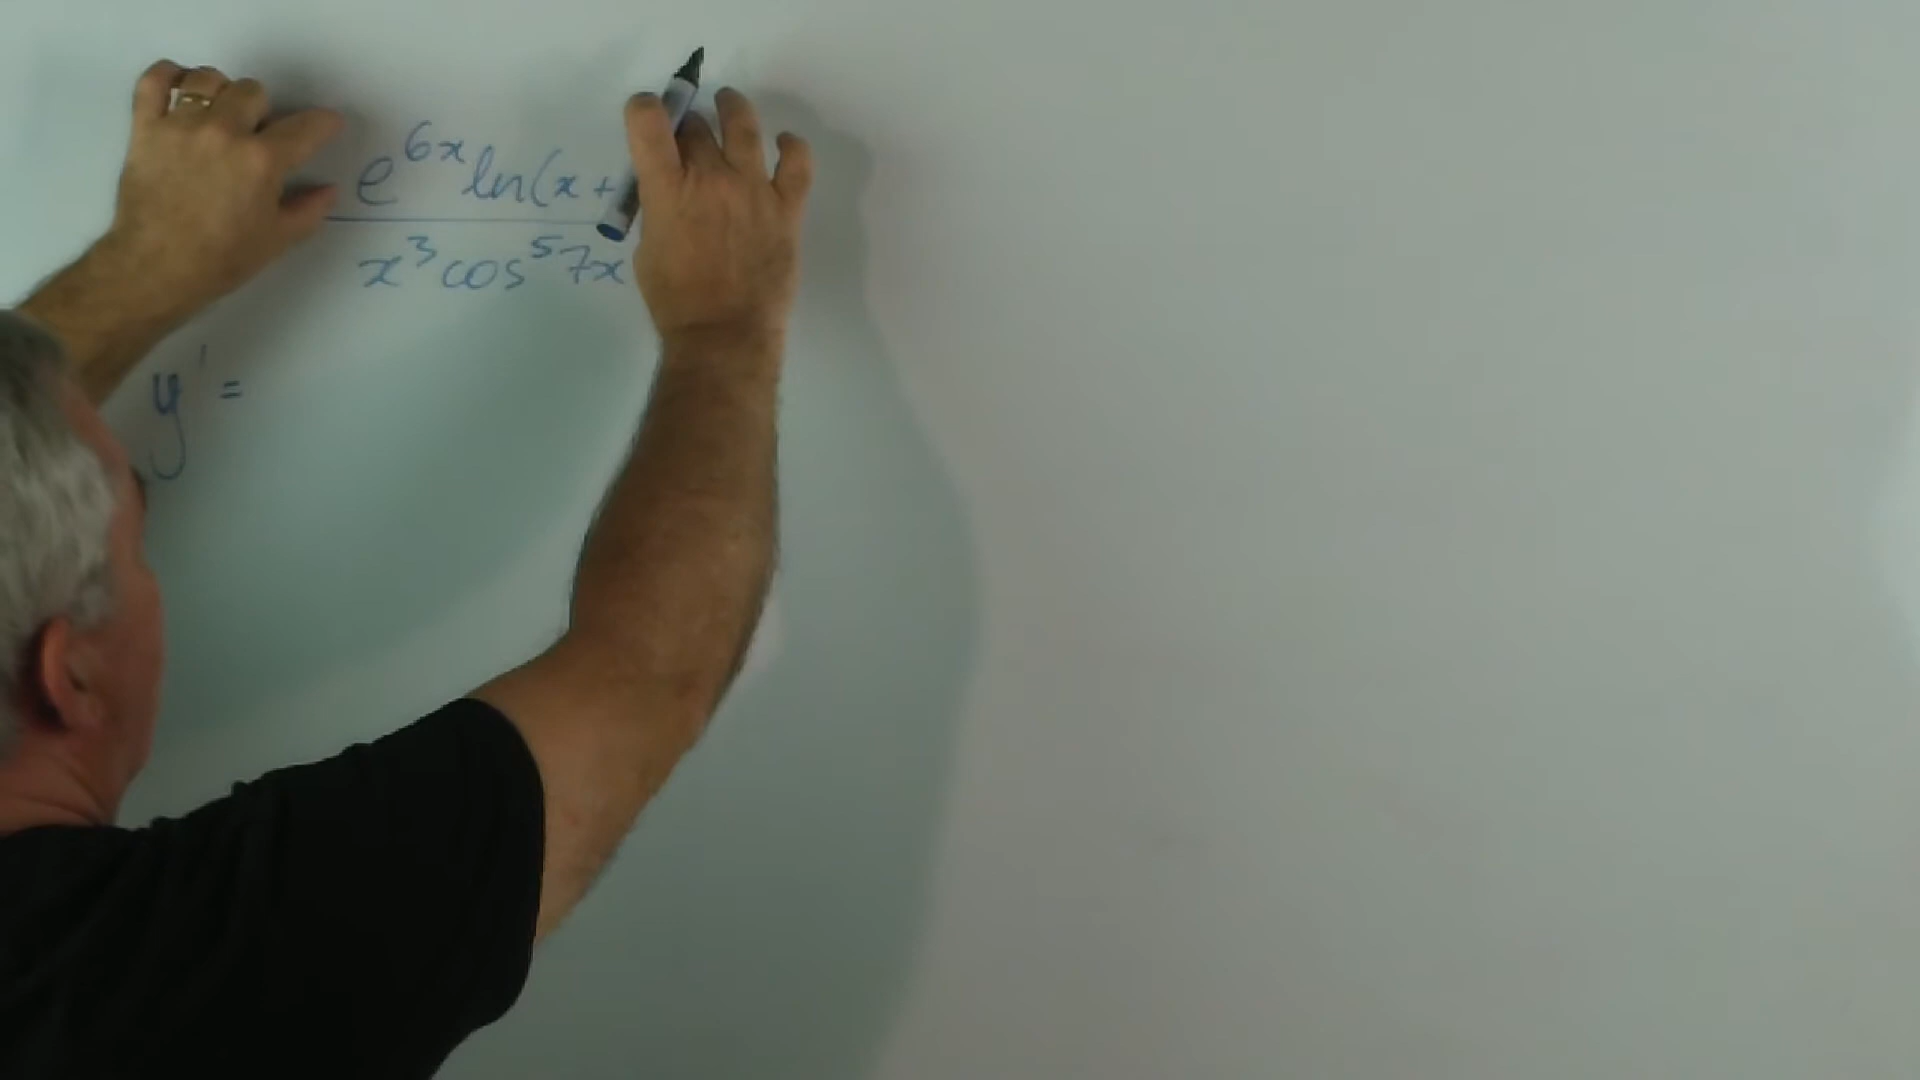 e^6x ln(x+
x^3 cos^5 7x
y' =